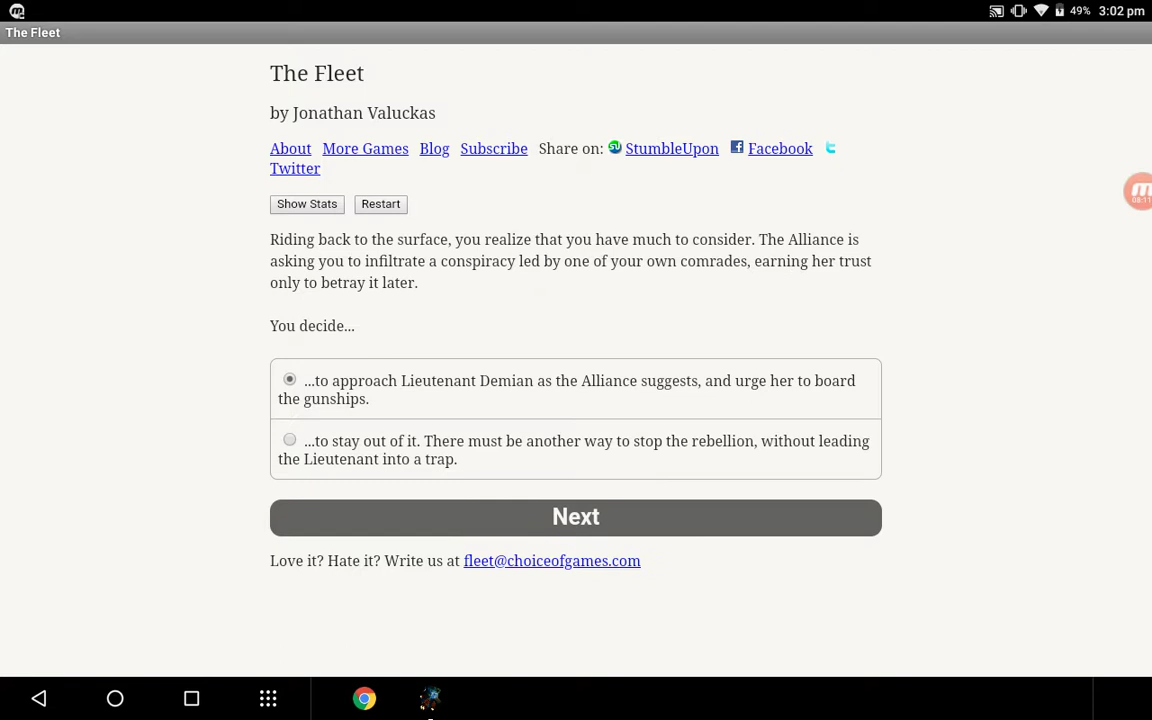 49% 3:02 pm
The Fleet
The Fleet
by Jonathan Valuckas
About More Games Blog Subscribe Share on: StumbleUpon Facebook
Twitter
Show Stats Restart
08:11
Riding back to the surface, you realize that you have much to consider. The Alliance is
asking you to infiltrate a conspiracy led by one of your own comrades, earning her trust
only to betray it later.
You decide...
...to approach Lieutenant Demian as the Alliance suggests, and urge her to board
the gunships.
...to stay out of it. There must be another way to stop the rebellion, without leading
the Lieutenant into a trap.
Next
Love it? Hate it? Write us at fleet@choiceofgames.com